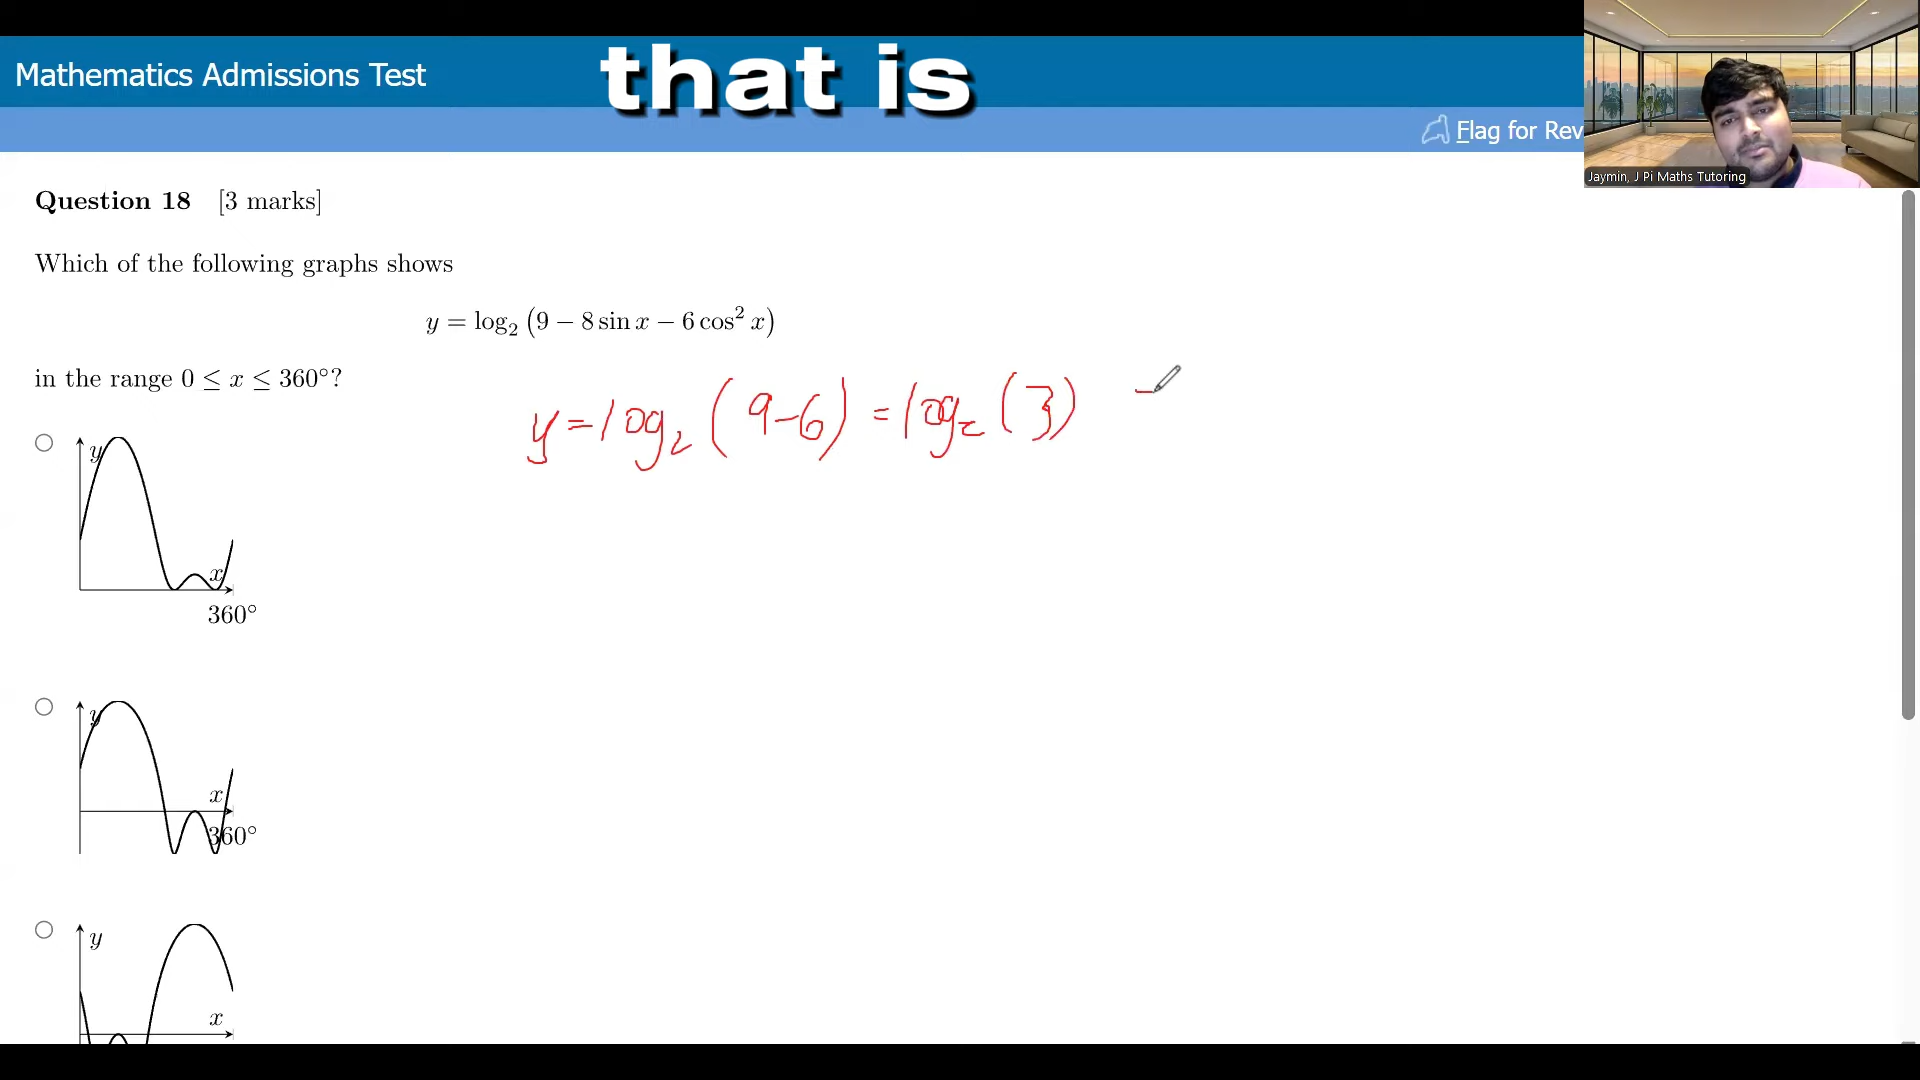 Mathematics Admissions Test
that is
Flag for Rev
Jaymin, J Pi Maths Tutoring
Question 18 [3 marks]
Which of the following graphs shows
y = log₂ (9 − 8 sin x − 6 cos² x)
in the range 0 ≤ x ≤ 360°?
y = log₂ (9 − 6) = log₂ (3)
y
x
360°
y
x
360°
y
x